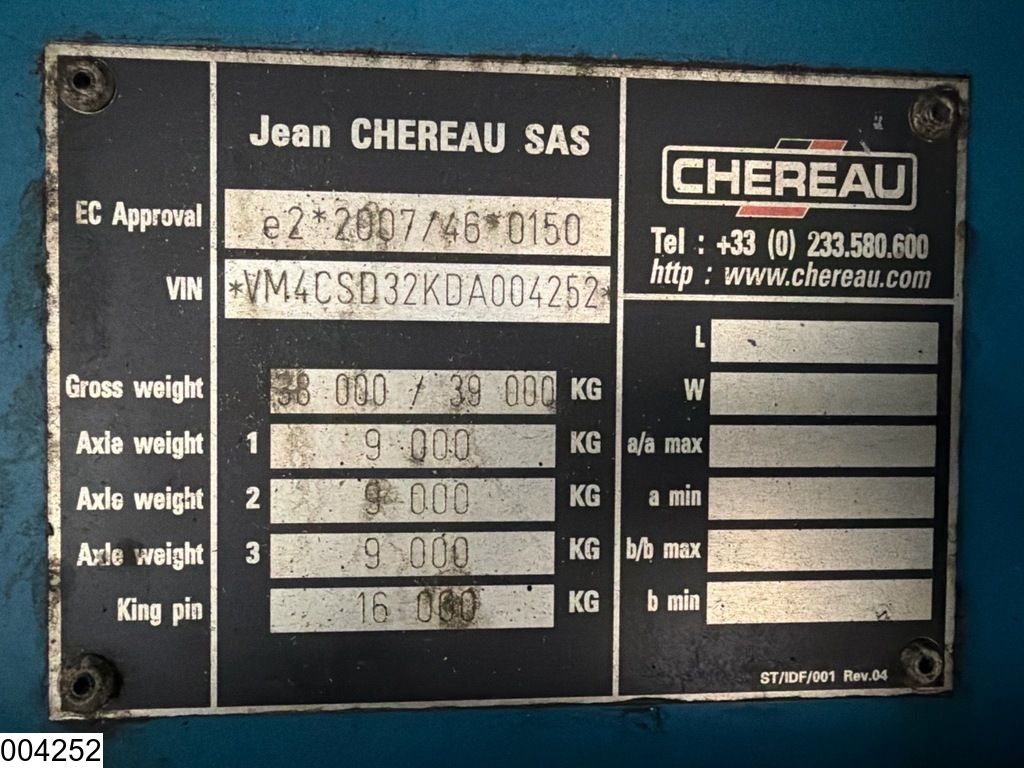 Jean CHEREAU SAS
EC Approval e2*2007/46*0150
VIN *VM4CSD32KDA004252*
Gross weight 38 000 / 39 000 KG
Axle weight 1 9 000 KG
Axle weight 2 9 000 KG
Axle weight 3 9 000 KG
King pin 16 000 KG
CHEREAU
Tel : +33 (0) 233.580.600
http : www.chereau.com
L
W
a/a max
a min
b/b max
b min
ST/IDF/001 Rev.04
004252